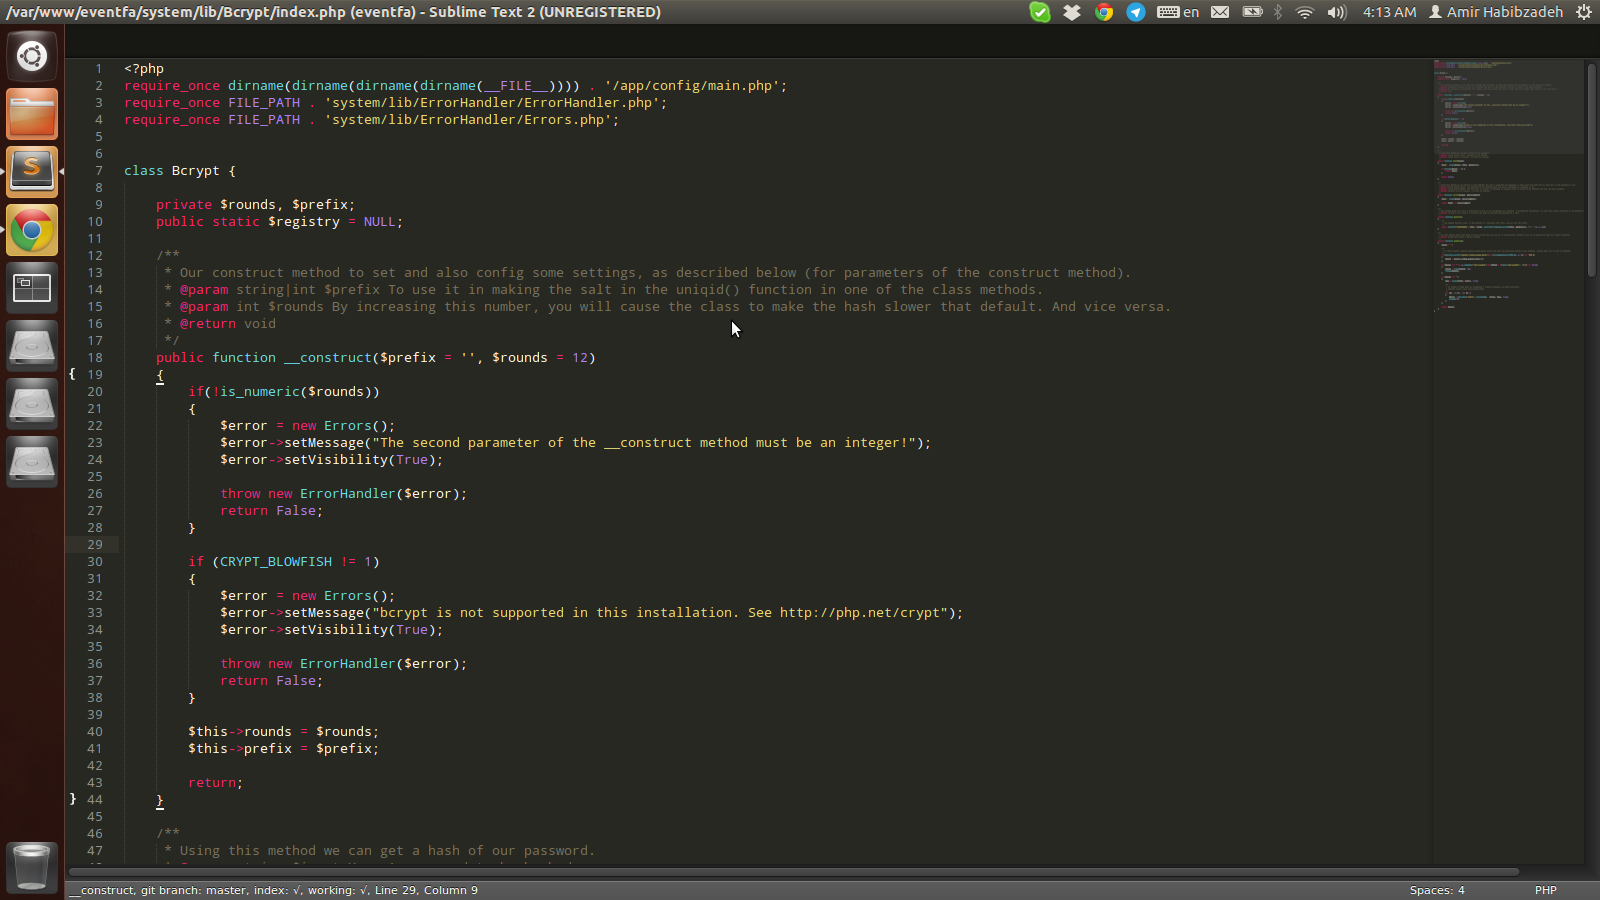 /var/www/eventfa/system/lib/Bcrypt/index.php (eventfa) - Sublime Text 2 (UNREGISTERED)
en
4:13 AM
Amir Habibzadeh
1 <?php
2 require_once dirname(dirname(dirname(dirname(__FILE__)))) . '/app/config/main.php';
3 require_once FILE_PATH . 'system/lib/ErrorHandler/ErrorHandler.php';
4 require_once FILE_PATH . 'system/lib/ErrorHandler/Errors.php';
5
6
7 class Bcrypt {
8
9 private $rounds, $prefix;
10 public static $registry = NULL;
11
12 /**
13 * Our construct method to set and also config some settings, as described below (for parameters of the construct method).
14 * @param string|int $prefix To use it in making the salt in the uniqid() function in one of the class methods.
15 * @param int $rounds By increasing this number, you will cause the class to make the hash slower that default. And vice versa.
16 * @return void
17 */
18 public function __construct($prefix = '', $rounds = 12)
{ 19 {
20 if(!is_numeric($rounds))
21 {
22 $error = new Errors();
23 $error->setMessage("The second parameter of the __construct method must be an integer!");
24 $error->setVisibility(True);
25
26 throw new ErrorHandler($error);
27 return False;
28 }
29
30 if (CRYPT_BLOWFISH != 1)
31 {
32 $error = new Errors();
33 $error->setMessage("bcrypt is not supported in this installation. See http://php.net/crypt");
34 $error->setVisibility(True);
35
36 throw new ErrorHandler($error);
37 return False;
38 }
39
40 $this->rounds = $rounds;
41 $this->prefix = $prefix;
42
43 return;
} 44 }
45
46 /**
47 * Using this method we can get a hash of our password.
__construct, git branch: master, index: √, working: √, Line 29, Column 9
Spaces: 4
PHP